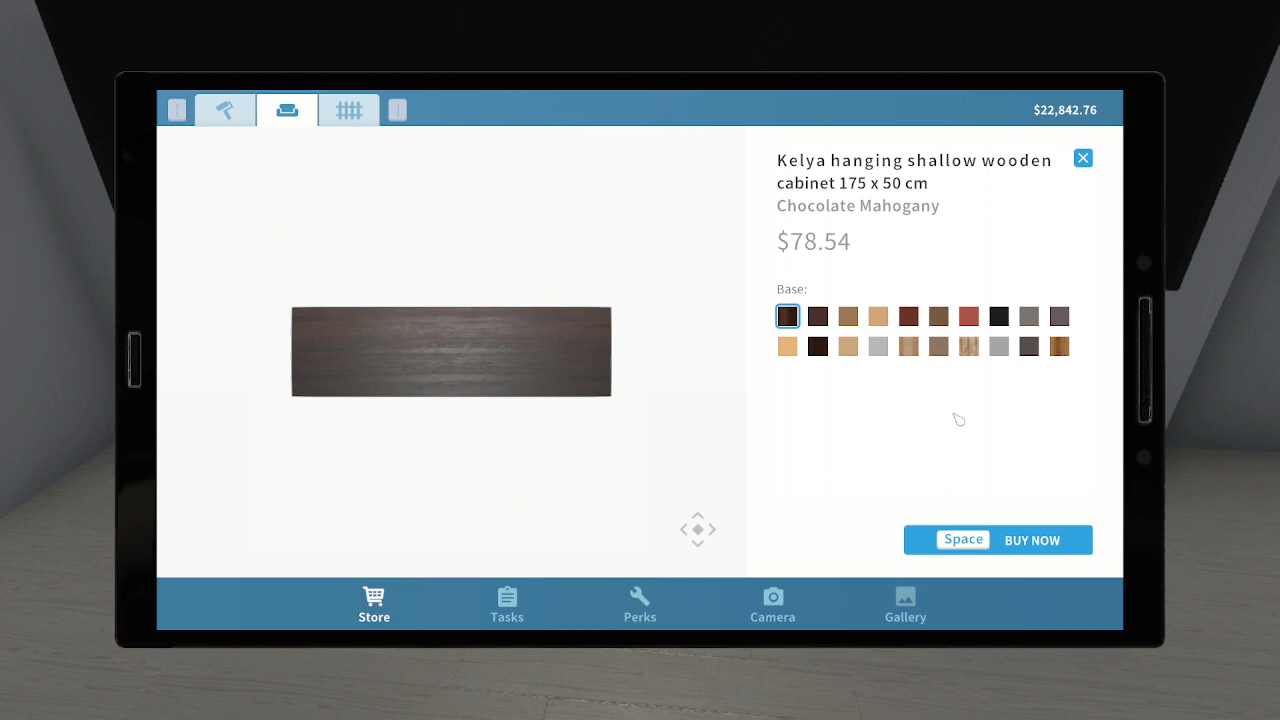 $22,842.76
Kelya hanging shallow wooden
cabinet 175 x 50 cm
Chocolate Mahogany
$78.54
Base:
Space BUY NOW
Store Tasks Perks Camera Gallery